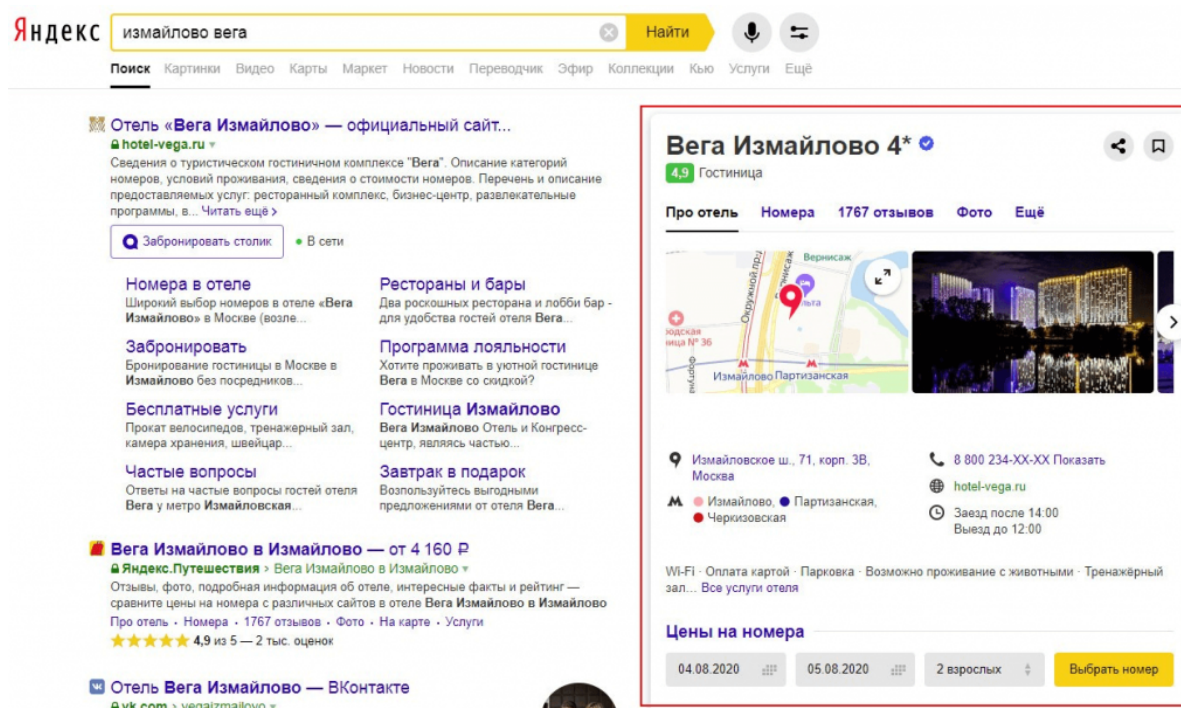 Яндекс
измайлово вега
Найти
Поиск Картинки Видео Карты Маркет Новости Переводчик Эфир Коллекции Кью Услуги Ещё
Отель «Вега Измайлово» — официальный сайт...
hotel-vega.ru
Сведения о туристическом гостиничном комплексе "Вега". Описание категорий
номеров, условий проживания, сведения о стоимости номеров. Перечень и описание
предоставляемых услуг: ресторанный комплекс, бизнес-центр, развлекательные
программы, в... Читать ещё >
Забронировать столик • В сети
Номера в отеле
Широкий выбор номеров в отеле «Вега
Измайлово» в Москве (возле...
Рестораны и бары
Два роскошных ресторана и лобби бар -
для удобства гостей отеля Вега...
Забронировать
Бронирование гостиницы в Москве в
Измайлово без посредников...
Программа лояльности
Хотите проживать в уютной гостинице
Вега в Москве со скидкой?
Бесплатные услуги
Прокат велосипедов, тренажерный зал,
камера хранения, швейцар...
Гостиница Измайлово
Вега Измайлово Отель и Конгресс-
центр, являясь частью...
Частые вопросы
Ответы на частые вопросы гостей отеля
Вега у метро Измайловская...
Завтрак в подарок
Воспользуйтесь выгодными
предложениями от отеля Вега...
Вега Измайлово в Измайлово — от 4 160 ₽
Яндекс.Путешествия > Вега Измайлово в Измайлово
Отзывы, фото, подробная информация об отеле, интересные факты и рейтинг —
сравните цены на номера с различных сайтов в отеле Вега Измайлово в Измайлово
Про отель • Номера • 1767 отзывов • Фото • На карте • Услуги
4,9 из 5 — 2 тыс. оценок
Отель Вега Измайлово — ВКонтакте
vk.com > vegaizmailovo
Вега Измайлово 4*
4,9 Гостиница
Про отель Номера 1767 отзывов Фото Ещё
Вернисаж
Окружной
ица № 36
Измайлово Партизанская
Измайловское ш., 71, корп. 3В,
Москва
Измайлово, Партизанская,
Черкизовская
8 800 234-XX-XX Показать
hotel-vega.ru
Заезд после 14:00
Выезд до 12:00
Wi-Fi · Оплата картой · Парковка · Возможно проживание с животными · Тренажёрный
зал... Все услуги отеля
Цены на номера
04.08.2020 05.08.2020 2 взрослых Выбрать номер